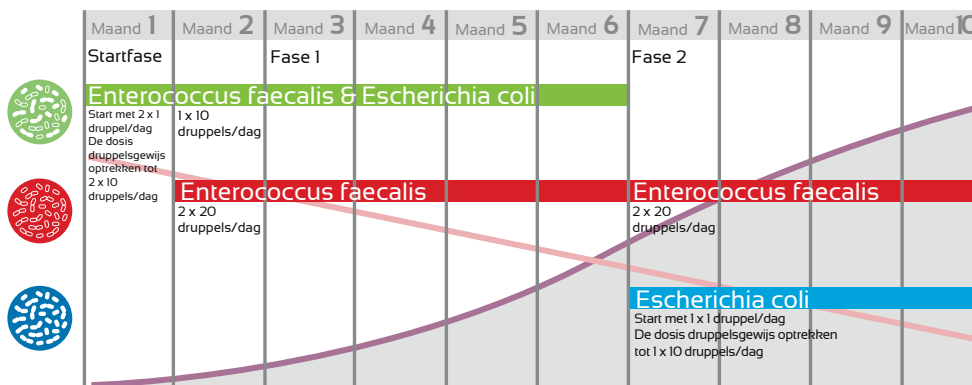 Maand 1 Maand 2 Maand 3 Maand 4 Maand 5 Maand 6 Maand 7 Maand 8 Maand 9 Maand 10
Startfase Fase 1 Fase 2
Enterococcus faecalis & Escherichia coli
Start met 2 x 1
druppel/dag
De dosis
druppelsgewijs
optrekken tot
2 x 10
druppels/dag
1 x 10
druppels/dag
Enterococcus faecalis Enterococcus faecalis
2 x 20
druppels/dag
2 x 20
druppels/dag
Escherichia coli
Start met 1 x 1 druppel/dag
De dosis druppelsgewijs optrekken
tot 1 x 10 druppels/dag